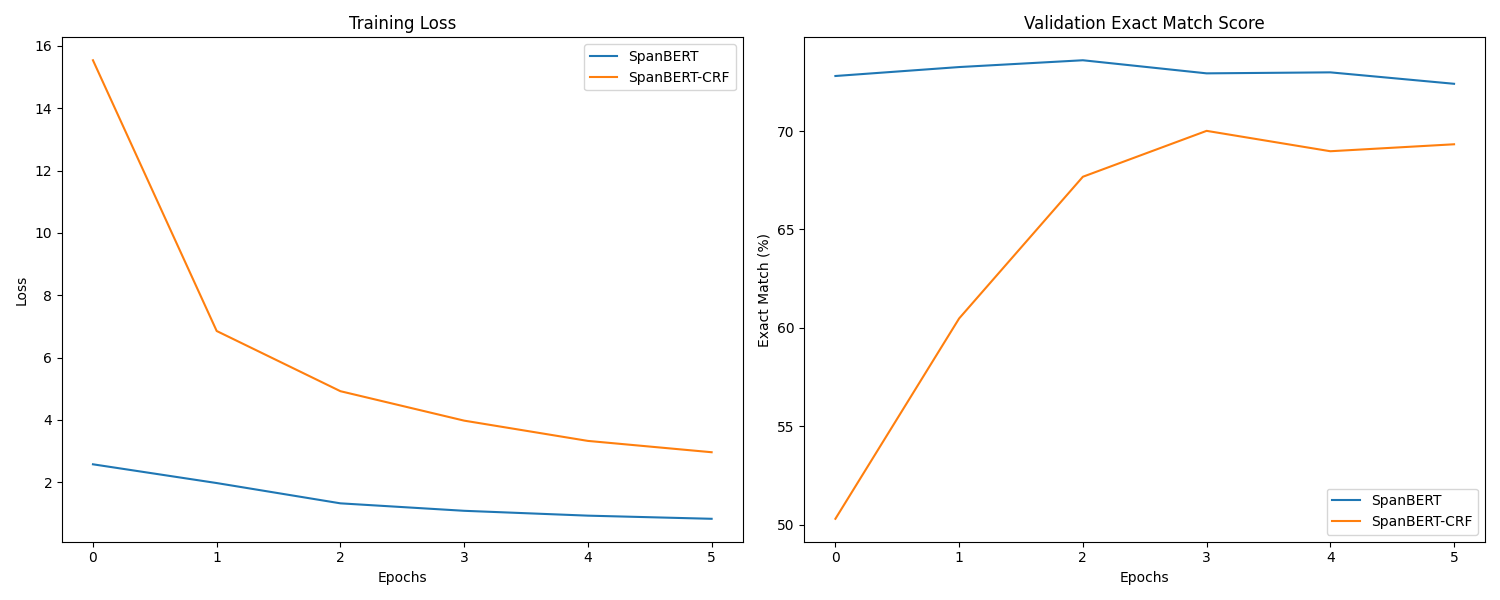 Training Loss
16
14
12
10
8
6
4
2
Loss
0 1 2 3 4 5
Epochs
SpanBERT
SpanBERT-CRF
Validation Exact Match Score
70
65
60
55
50
Exact Match (%)
0 1 2 3 4 5
Epochs
SpanBERT
SpanBERT-CRF